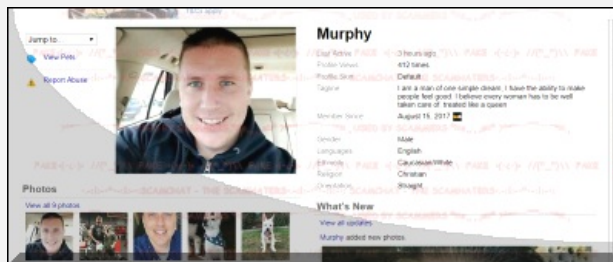 Jump to...
View Pets
Report Abuse
Murphy
Last Active 3 hours ago
Profile Views 412 times
Profile Skin Default
Tagline I am a man of one simple dream. I have the ability to
make people feel good. I believe every woman has to be well
taken care of. treated like a queen
Member Since August 15, 2017
Gender Male
Languages English
Ethnicity Caucasian/White
Religion Christian
Orientation Straight
Photos
View all 9 photos
What's New
View all updates
Murphy added new photos.